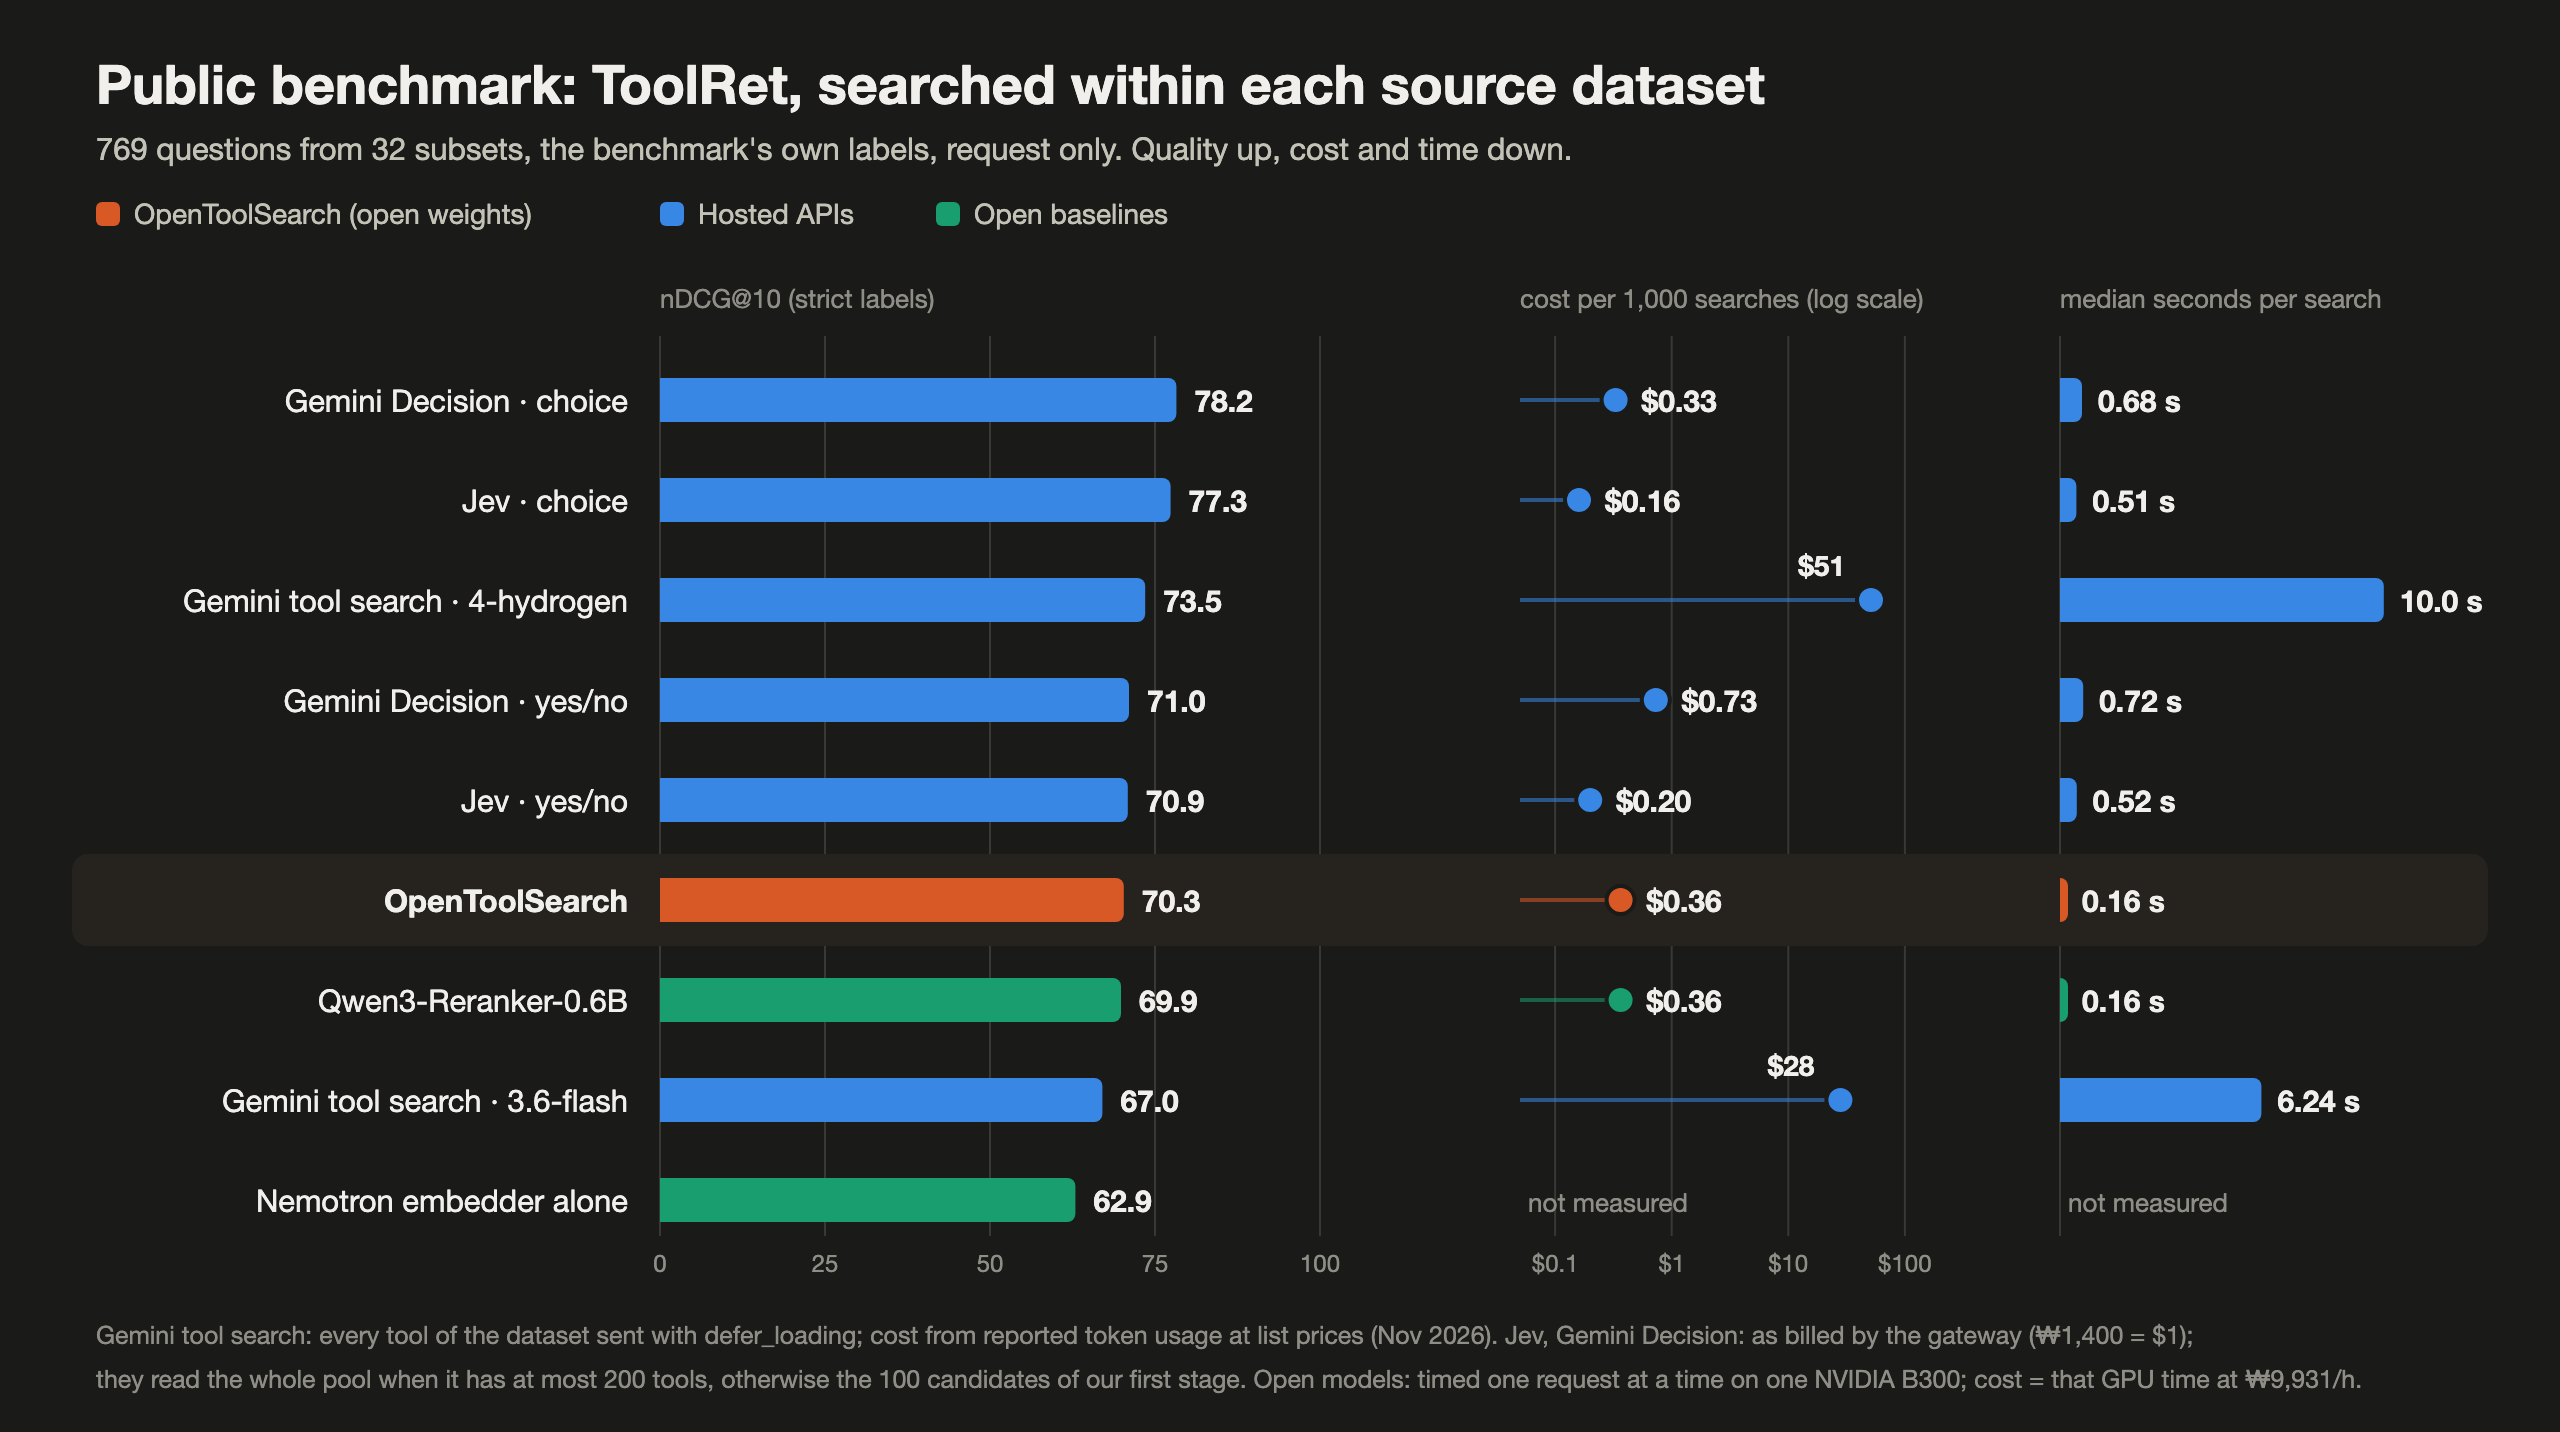 Public benchmark: ToolRet, searched within each source dataset
769 questions from 32 subsets, the benchmark's own labels, request only. Quality up, cost and time down.
OpenToolSearch (open weights) Hosted APIs Open baselines
nDCG@10 (strict labels) cost per 1,000 searches (log scale) median seconds per search
Gemini Decision · choice 78.2 $0.33 0.68 s
Jev · choice 77.3 $0.16 0.51 s
Gemini tool search · 4-hydrogen 73.5 $51 10.0 s
Gemini Decision · yes/no 71.0 $0.73 0.72 s
Jev · yes/no 70.9 $0.20 0.52 s
OpenToolSearch 70.3 $0.36 0.16 s
Qwen3-Reranker-0.6B 69.9 $0.36 0.16 s
Gemini tool search · 3.6-flash 67.0 $28 6.24 s
Nemotron embedder alone 62.9 not measured not measured
0 25 50 75 100 $0.1 $1 $10 $100
Gemini tool search: every tool of the dataset sent with defer_loading; cost from reported token usage at list prices (Nov 2026). Jev, Gemini Decision: as billed by the gateway (₩1,400 = $1);
they read the whole pool when it has at most 200 tools, otherwise the 100 candidates of our first stage. Open models: timed one request at a time on one NVIDIA B300; cost = that GPU time at ₩9,931/h.